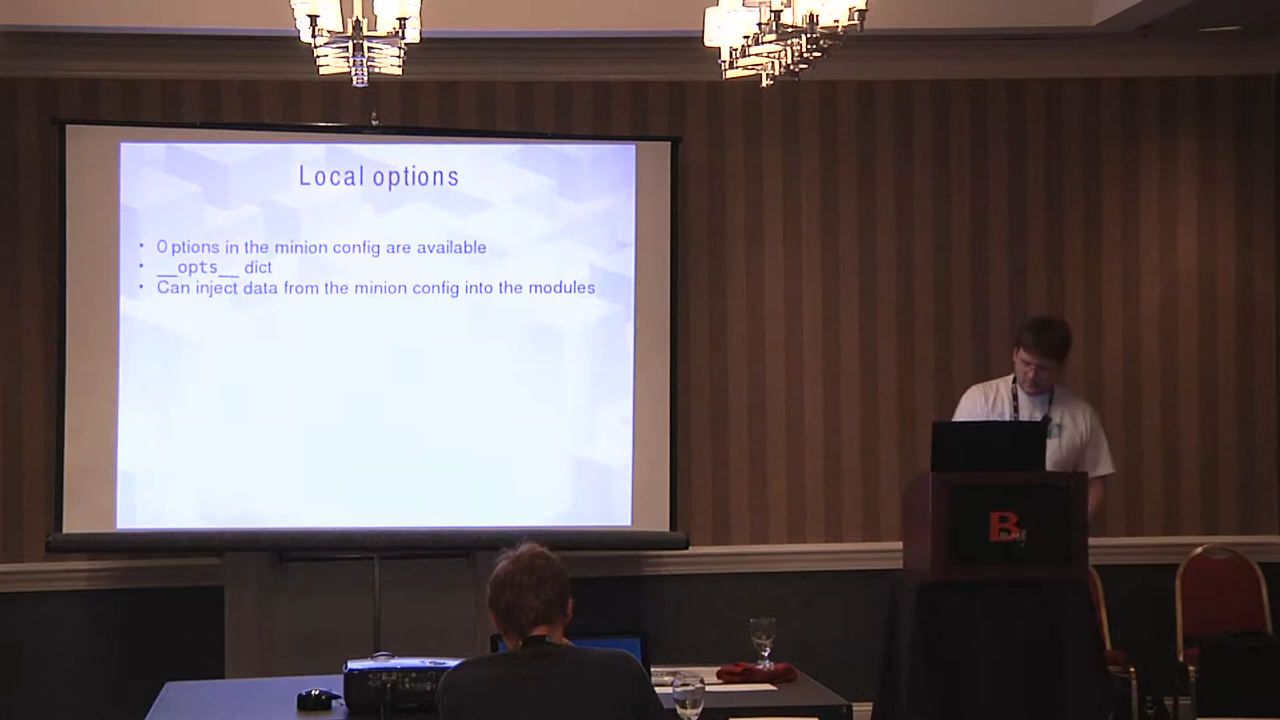 Local options
• Options in the minion config are available
• __opts__ dict
• Can inject data from the minion config into the modules
B